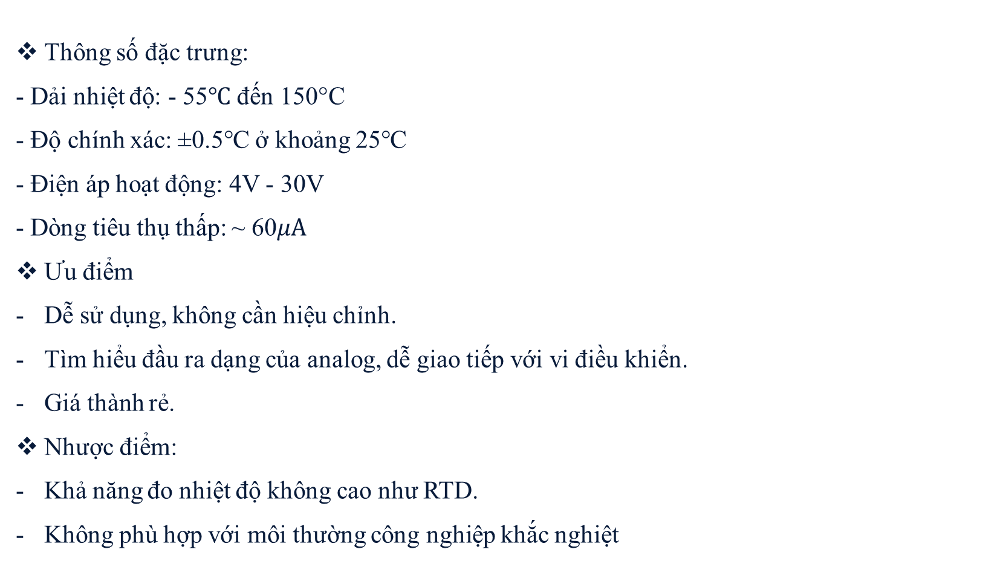 ❖ Thông số đặc trưng:
- Dải nhiệt độ: - 55°C đến 150°C
- Độ chính xác: ±0.5°C ở khoảng 25°C
- Điện áp hoạt động: 4V - 30V
- Dòng tiêu thụ thấp: ~ 60𝜇𝐴
❖ Ưu điểm
- Dễ sử dụng, không cần hiệu chỉnh.
- Tìm hiểu đầu ra dạng của analog, dễ giao tiếp với vi điều khiển.
- Giá thành rẻ.
❖ Nhược điểm:
- Khả năng đo nhiệt độ không cao như RTD.
- Không phù hợp với môi thường công nghiệp khắc nghiệt